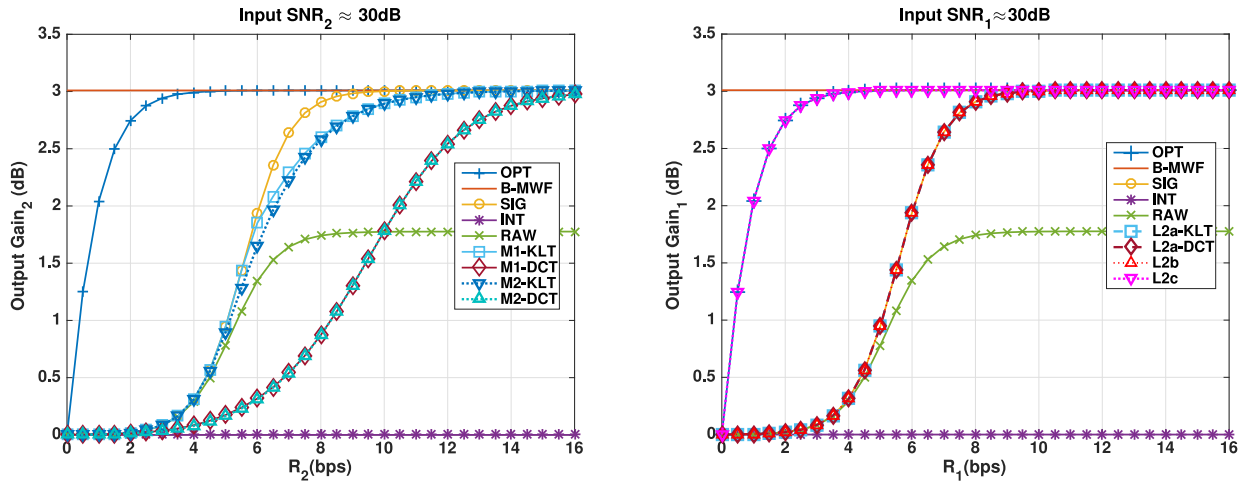 Input SNR2 ≈ 30dB
3.5
3
2.5
2
1.5
1
0.5
0
Output Gain2 (dB)
OPT
B-MWF
SIG
INT
RAW
M1-KLT
M1-DCT
M2-KLT
M2-DCT
0 2 4 6 8 10 12 14 16
R2(bps)
Input SNR1≈30dB
3.5
3
2.5
2
1.5
1
0.5
0
Output Gain1 (dB)
OPT
B-MWF
SIG
INT
RAW
L2a-KLT
L2a-DCT
L2b
L2c
0 2 4 6 8 10 12 14 16
R1(bps)